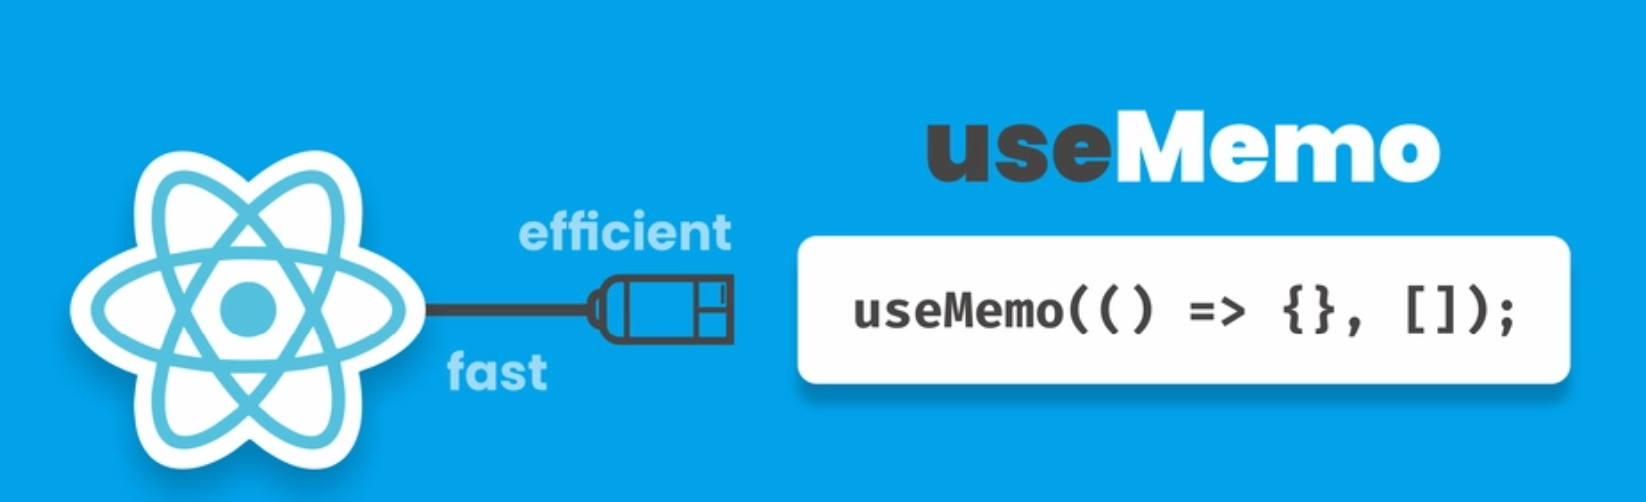 useMemo
efficient
useMemo(() => {}, []);
fast